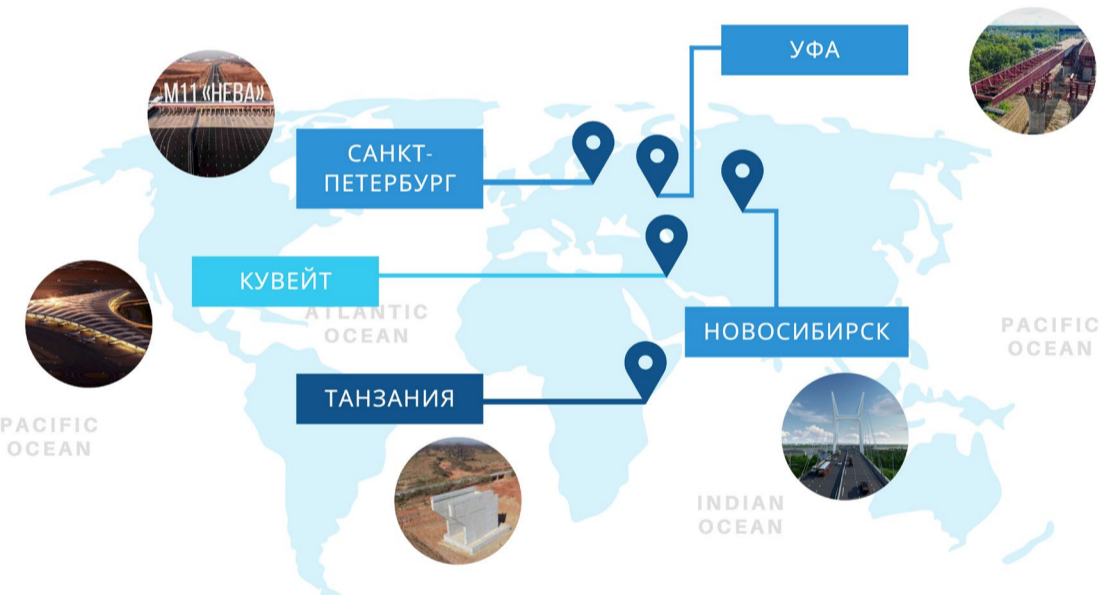 УФА
М11 «НЕВА»
САНКТ-
ПЕТЕРБУРГ
КУВЕЙТ
ATLANTIC
OCEAN
НОВОСИБИРСК
PACIFIC
OCEAN
ТАНЗАНИЯ
PACIFIC
OCEAN
INDIAN
OCEAN